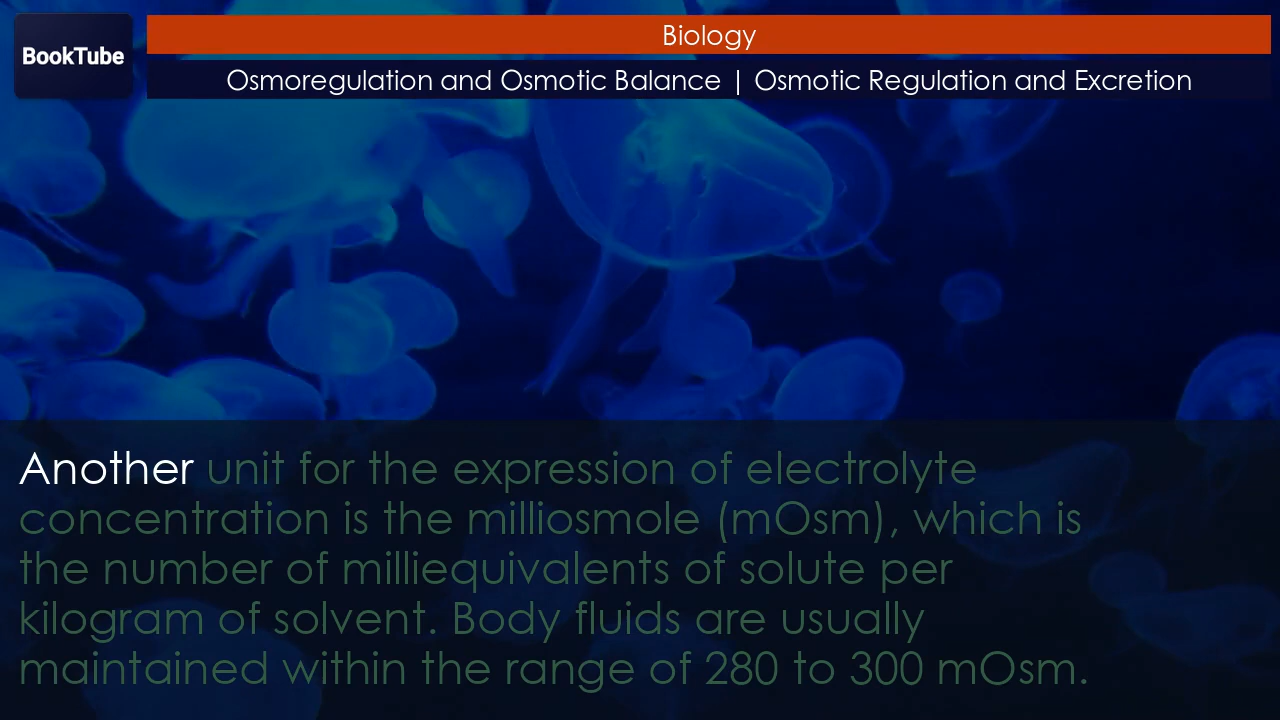 BookTube
Biology
Osmoregulation and Osmotic Balance | Osmotic Regulation and Excretion
Another unit for the expression of electrolyte
concentration is the milliosmole (mOsm), which is
the number of milliequivalents of solute per
kilogram of solvent. Body fluids are usually
maintained within the range of 280 to 300 mOsm.